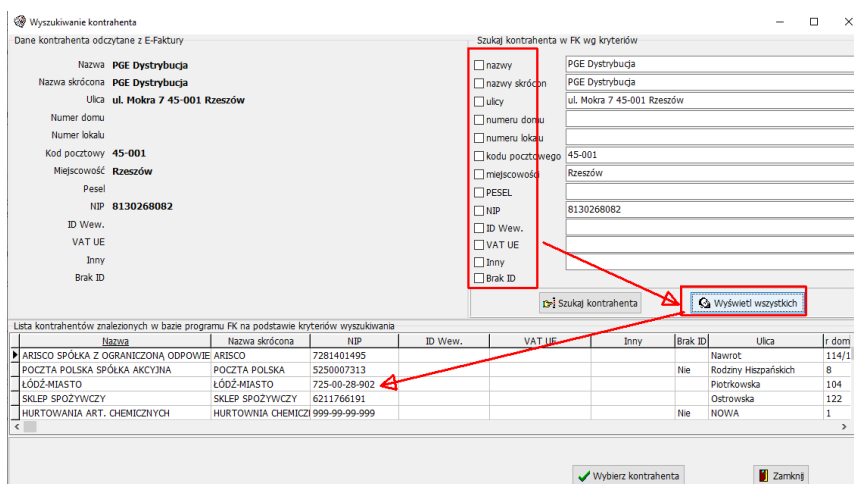 Wyszukiwanie kontrahenta
Dane kontrahenta odczytane z E-Faktury
Nazwa PGE Dystrybucja
Nazwa skrócona PGE Dystrybucja
Ulica ul. Mokra 7 45-001 Rzeszów
Numer domu
Numer lokalu
Kod pocztowy 45-001
Miejscowość Rzeszów
Pesel
NIP 8130268082
ID Wew.
VAT UE
Inny
Brak ID
Szukaj kontrahenta w FK wg kryteriów
nazwy PGE Dystrybucja
nazwy skrócon PGE Dystrybucja
ulicy ul. Mokra 7 45-001 Rzeszów
numeru domu
numeru lokalu
kodu pocztowego 45-001
miejscowości Rzeszów
PESEL
NIP 8130268082
ID Wew.
VAT UE
Inny
Brak ID
Szukaj kontrahenta Wyświetl wszystkich
Lista kontrahentów znalezionych w bazie programu FK na podstawie kryteriów wyszukiwania
Nazwa Nazwa skrócona NIP ID Wew. VAT UE Inny Brak ID Ulica r dom
ARISCO SPÓŁKA Z OGRANICZONĄ ODPOWIE ARISCO 7281401495 Nawrot 114/1
POCZTA POLSKA SPÓŁKA AKCYJNA POCZTA POLSKA 5250007313 Nie Rodziny Hiszpańskich 8
ŁÓDŹ-MIASTO ŁÓDŹ-MIASTO 725-00-28-902 Piotrkowska 104
SKLEP SPOŻYWCZY SKLEP SPOŻYWCZY 6211766191 Ostrowska 122
HURTOWANIA ART. CHEMICZNYCH HURTOWNIA CHEMICZI 999-99-99-999 Nie NOWA 1
Wybierz kontrahenta Zamknij